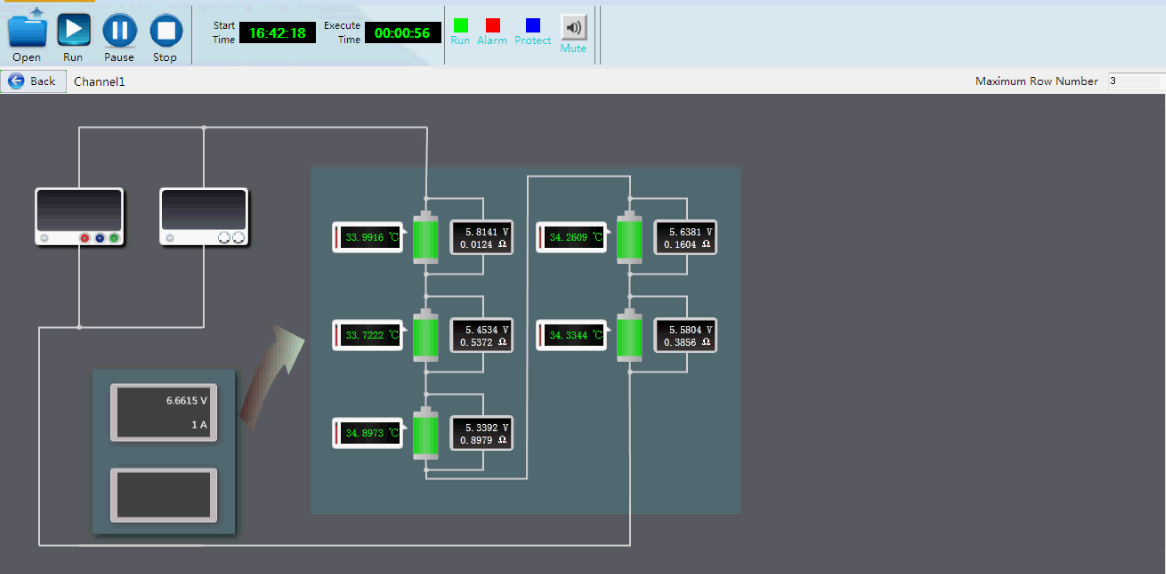 Open
Run
Pause
Stop
Start Time
16:42:18
Execute Time
00:00:56
Run
Alarm
Protect
Mute
Back
Channel1
Maximum Row Number
3
33.9916 ℃
5.8141 V
0.0124 Ω
34.2609 ℃
5.6381 V
0.1604 Ω
33.7222 ℃
5.4534 V
0.5372 Ω
34.3344 ℃
5.5804 V
0.3856 Ω
6.6615 V
1 A
34.8973 ℃
5.3392 V
0.8979 Ω